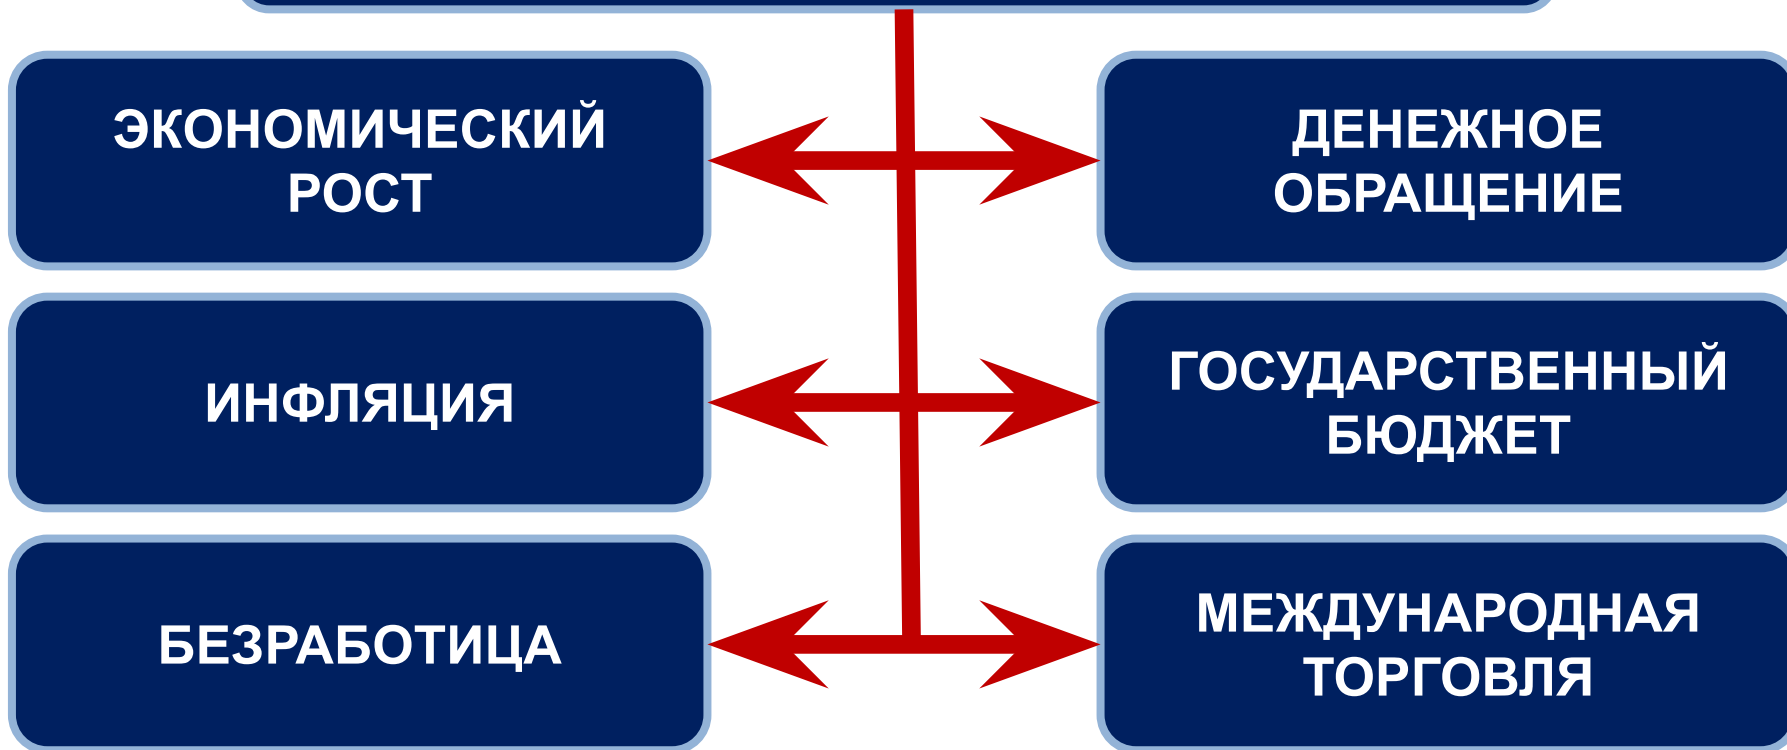 ЭКОНОМИЧЕСКИЙ
РОСТ
ДЕНЕЖНОЕ
ОБРАЩЕНИЕ
ИНФЛЯЦИЯ
ГОСУДАРСТВЕННЫЙ
БЮДЖЕТ
БЕЗРАБОТИЦА
МЕЖДУНАРОДНАЯ
ТОРГОВЛЯ